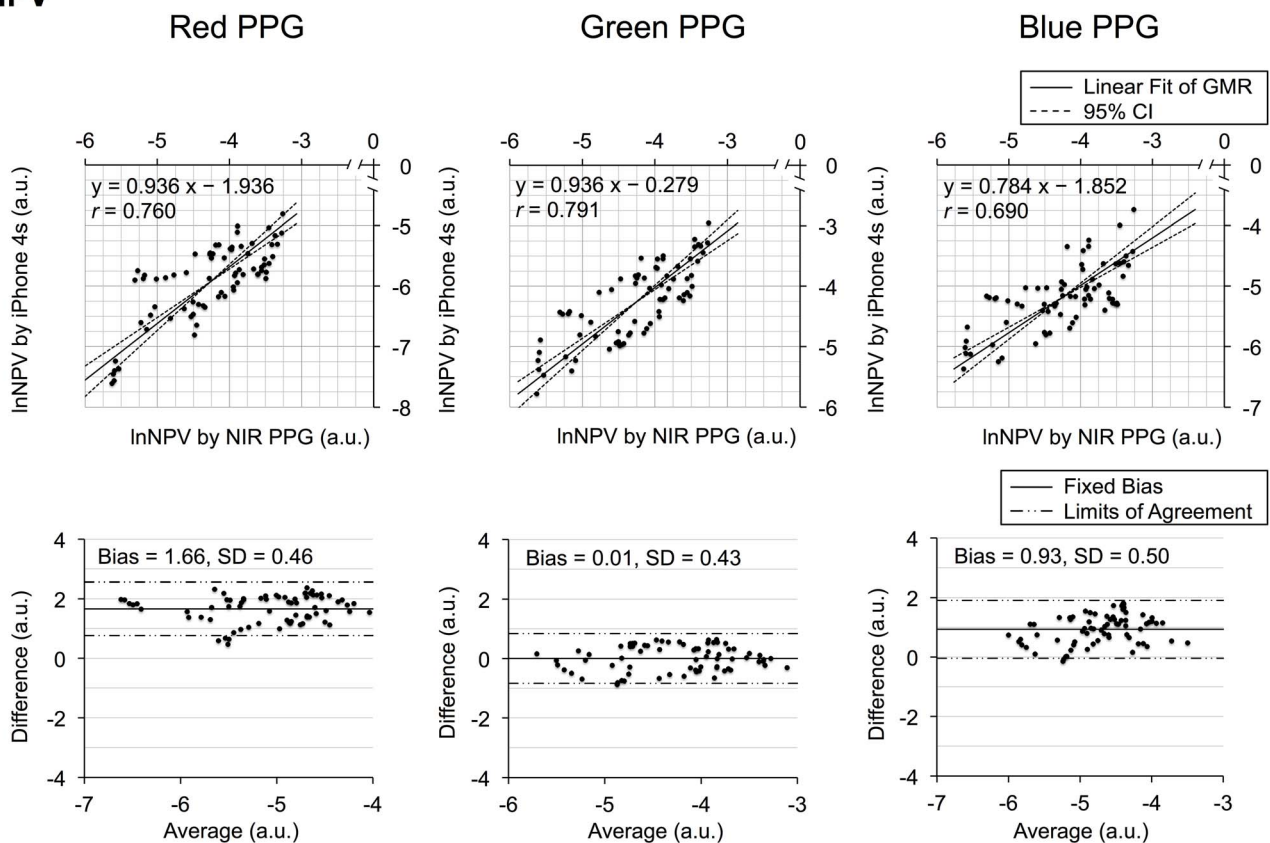 Red PPG
Green PPG
Blue PPG
Linear Fit of GMR
95% CI
-6 -5 -4 -3 0
0
-5
-6
-7
-8
y = 0.936 x − 1.936
r = 0.760
lnNPV by iPhone 4s (a.u.)
lnNPV by NIR PPG (a.u.)
-6 -5 -4 -3 0
0
-3
-4
-5
-6
y = 0.936 x − 0.279
r = 0.791
lnNPV by iPhone 4s (a.u.)
lnNPV by NIR PPG (a.u.)
-6 -5 -4 -3 0
0
-4
-5
-6
-7
y = 0.784 x − 1.852
r = 0.690
lnNPV by iPhone 4s (a.u.)
lnNPV by NIR PPG (a.u.)
Fixed Bias
Limits of Agreement
4
2
0
-2
-4
Bias = 1.66, SD = 0.46
Difference (a.u.)
-7 -6 -5 -4
Average (a.u.)
4
2
0
-2
-4
Bias = 0.01, SD = 0.43
Difference (a.u.)
-6 -5 -4 -3
Average (a.u.)
4
2
0
-2
-4
Bias = 0.93, SD = 0.50
Difference (a.u.)
-7 -6 -5 -4 -3
Average (a.u.)